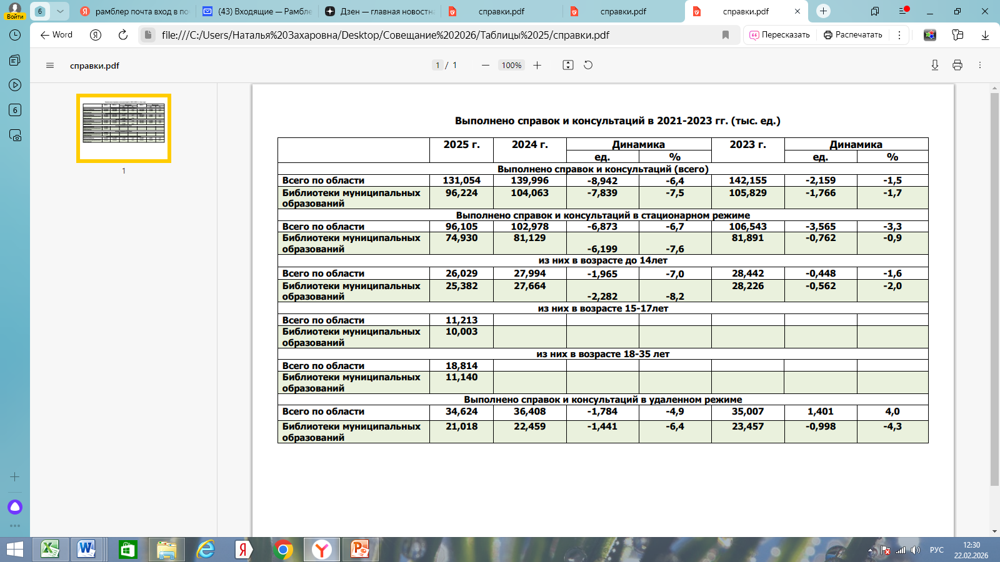 6
рамблер почта вход в по
(43) Входящие — Рамбле
Дзен — главная новостн
справки.pdf
справки.pdf
справки.pdf
Войти
Word
file:///C:/Users/Наталья%20Захаровна/Desktop/Совещание%202026/Таблицы%2025/справки.pdf
Пересказать
Распечатать
6
справки.pdf
1 / 1
100%
1
Выполнено справок и консультаций в 2021-2023 гг. (тыс. ед.)
2025 г. 2024 г. Динамика 2023 г. Динамика
ед. % ед. %
Выполнено справок и консультаций (всего)
Всего по области 131,054 139,996 -8,942 -6,4 142,155 -2,159 -1,5
Библиотеки муниципальных образований 96,224 104,063 -7,839 -7,5 105,829 -1,766 -1,7
Выполнено справок и консультаций в стационарном режиме
Всего по области 96,105 102,978 -6,873 -6,7 106,543 -3,565 -3,3
Библиотеки муниципальных образований 74,930 81,129 -6,199 -7,6 81,891 -0,762 -0,9
из них в возрасте до 14лет
Всего по области 26,029 27,994 -1,965 -7,0 28,442 -0,448 -1,6
Библиотеки муниципальных образований 25,382 27,664 -2,282 -8,2 28,226 -0,562 -2,0
из них в возрасте 15-17лет
Всего по области 11,213
Библиотеки муниципальных образований 10,003
из них в возрасте 18-35 лет
Всего по области 18,814
Библиотеки муниципальных образований 11,140
Выполнено справок и консультаций в удаленном режиме
Всего по области 34,624 36,408 -1,784 -4,9 35,007 1,401 4,0
Библиотеки муниципальных образований 21,018 22,459 -1,441 -6,4 23,457 -0,998 -4,3
РУС
12:30
22.02.2026